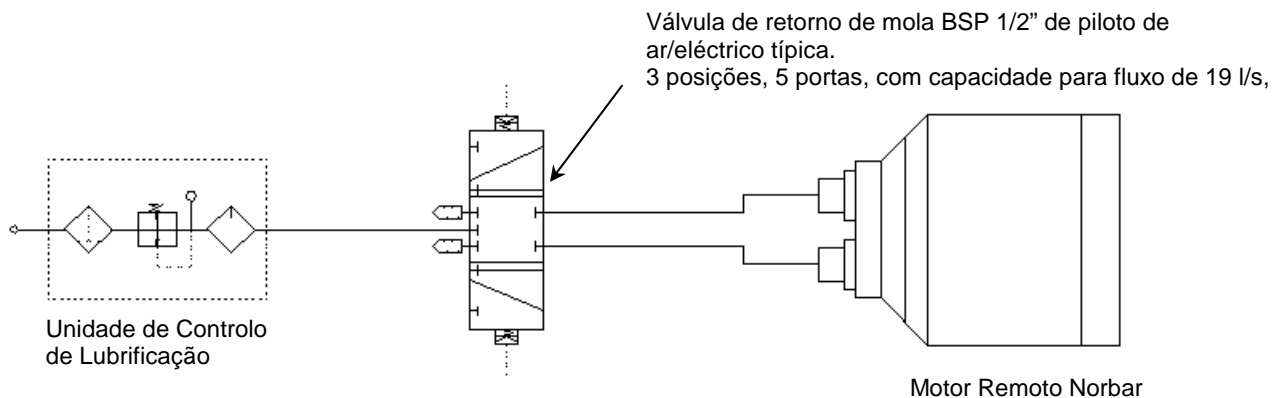 Válvula de retorno de mola BSP 1/2” de piloto de
ar/eléctrico típica.
3 posições, 5 portas, com capacidade para fluxo de 19 l/s,
Unidade de Controlo
de Lubrificação
Motor Remoto Norbar